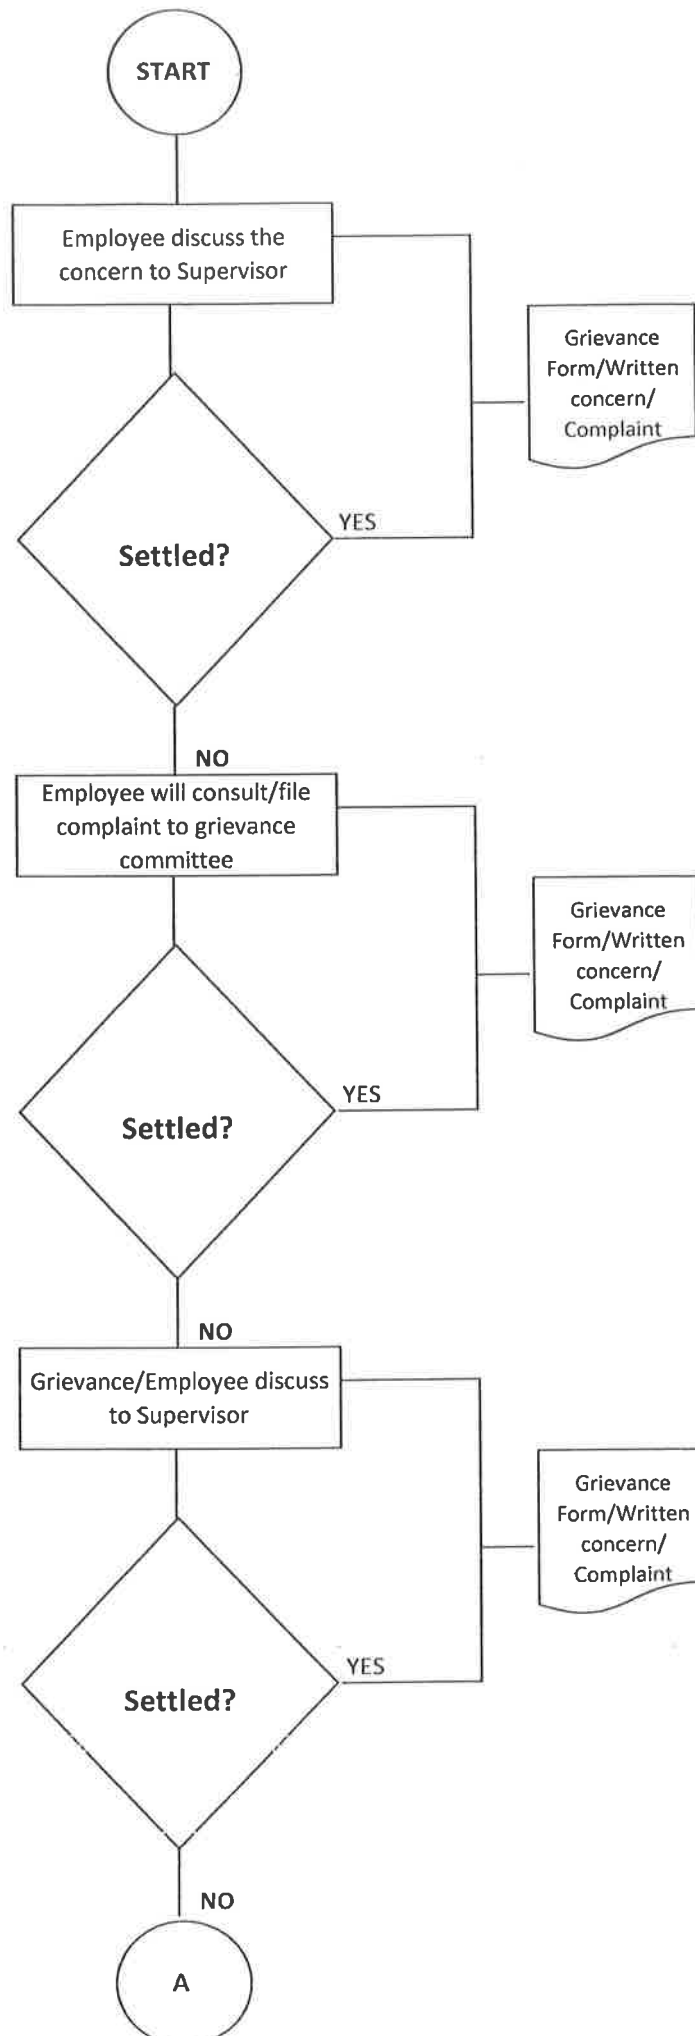 START
Employee discuss the
concern to Supervisor
Grievance
Form/Written
concern/
Complaint
YES
Settled?
NO
Employee will consult/file
complaint to grievance
committee
Grievance
Form/Written
concern/
Complaint
YES
Settled?
NO
Grievance/Employee discuss
to Supervisor
Grievance
Form/Written
concern/
Complaint
YES
Settled?
NO
A